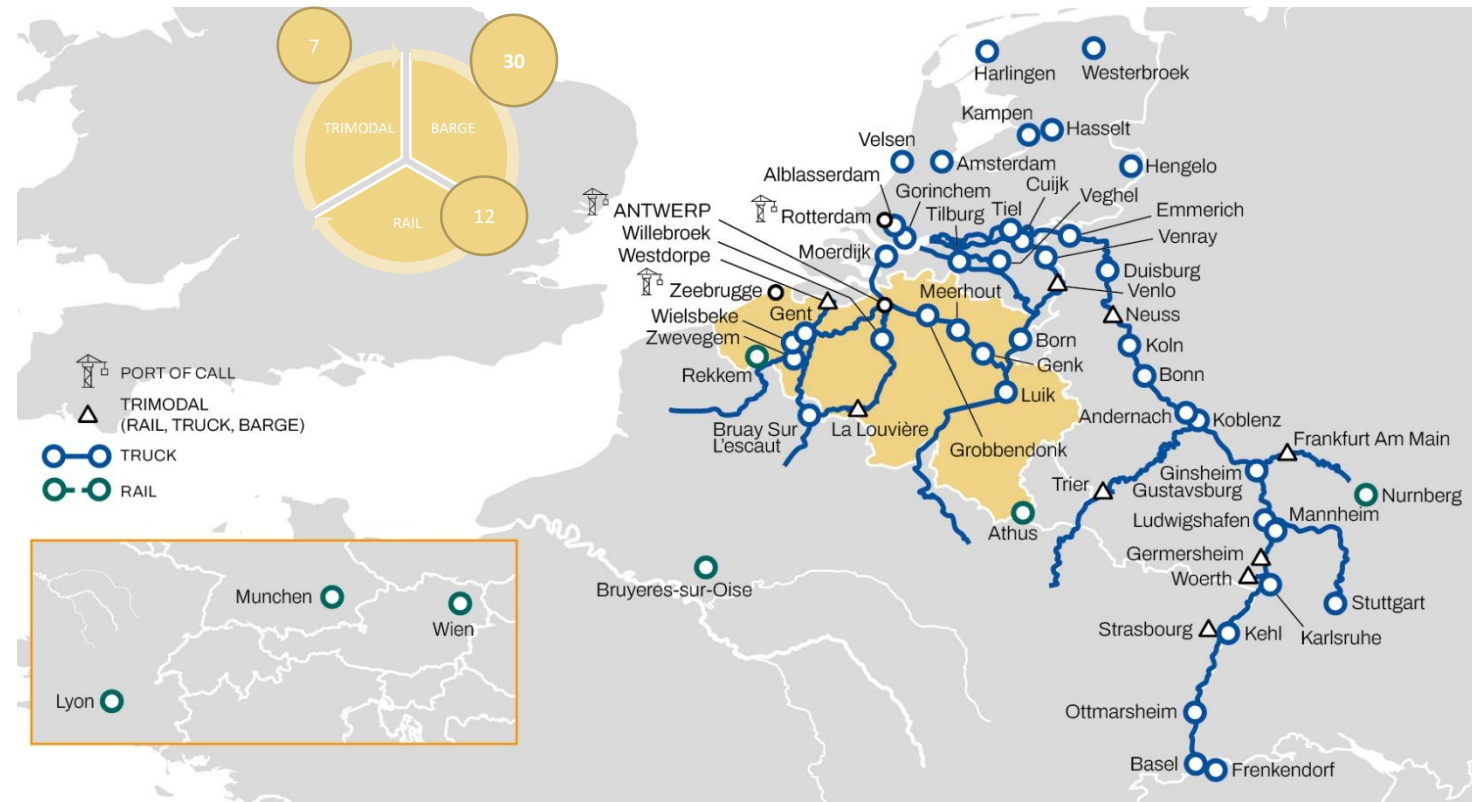 7
30
TRIMODAL
BARGE
RAIL
12
Harlingen
Westerbroek
Kampen
Hasselt
Velsen
Amsterdam
Hengelo
Alblasserdam
Gorinchem
Cuijk
Veghel
Tilburg
Tiel
Emmerich
ANTWERP
Rotterdam
Willebroek
Venray
Westdorpe
Moerdijk
Duisburg
Zeebrugge
Meerhout
Venlo
Gent
Neuss
Wielsbeke
Zwevegem
Born
Koln
Rekkem
Genk
Bonn
Luik
PORT OF CALL
TRIMODAL
(RAIL, TRUCK, BARGE)
TRUCK
RAIL
Bruay Sur
L'escaut
La Louvière
Grobbendonk
Andernach
Koblenz
Frankfurt Am Main
Trier
Ginsheim
Gustavsburg
Nurnberg
Athus
Ludwigshafen
Mannheim
Germersheim
Woerth
Bruyeres-sur-Oise
Stuttgart
Strasbourg
Kehl
Karlsruhe
Munchen
Wien
Lyon
Ottmarsheim
Basel
Frenkendorf